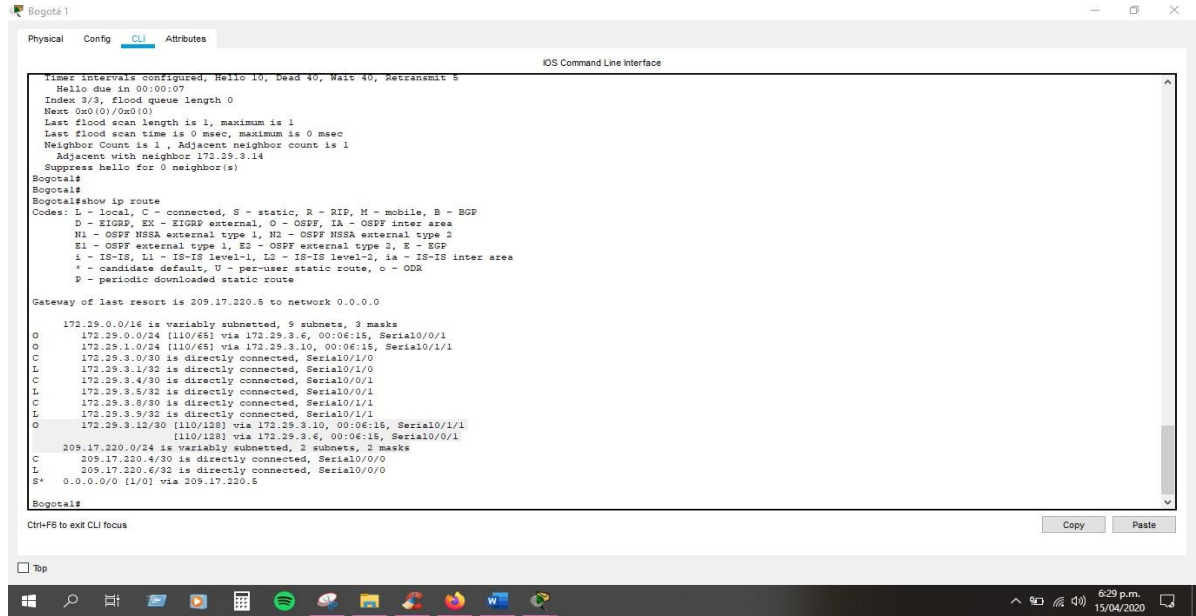 Bogotá 1
Physical Config CLI Attributes
IOS Command Line Interface
Timer intervals configured, Hello 10, Dead 40, Wait 40, Retransmit 5
Hello due in 00:00:07
Index 3/3, flood queue length 0
Next 0x0(0)/0x0(0)
Last flood scan length is 1, maximum is 1
Last flood scan time is 0 msec, maximum is 0 msec
Neighbor Count is 1 , Adjacent neighbor count is 1
Adjacent with neighbor 172.29.3.14
Suppress hello for 0 neighbor(s)
Bogota1#
Bogota1#
Bogota1#show ip route
Codes: L - local, C - connected, S - static, R - RIP, M - mobile, B - BGP
D - EIGRP, EX - EIGRP external, O - OSPF, IA - OSPF inter area
N1 - OSPF NSSA external type 1, N2 - OSPF NSSA external type 2
E1 - OSPF external type 1, E2 - OSPF external type 2, E - EGP
i - IS-IS, L1 - IS-IS level-1, L2 - IS-IS level-2, ia - IS-IS inter area
* - candidate default, U - per-user static route, o - ODR
P - periodic downloaded static route
Gateway of last resort is 209.17.220.5 to network 0.0.0.0
172.29.0.0/16 is variably subnetted, 9 subnets, 3 masks
O 172.29.0.0/24 [110/65] via 172.29.3.6, 00:06:15, Serial0/0/1
O 172.29.1.0/24 [110/65] via 172.29.3.10, 00:06:15, Serial0/1/1
C 172.29.3.0/30 is directly connected, Serial0/1/0
L 172.29.3.1/32 is directly connected, Serial0/1/0
C 172.29.3.4/30 is directly connected, Serial0/0/1
L 172.29.3.5/32 is directly connected, Serial0/0/1
C 172.29.3.8/30 is directly connected, Serial0/1/1
L 172.29.3.9/32 is directly connected, Serial0/1/1
O 172.29.3.12/30 [110/128] via 172.29.3.10, 00:06:15, Serial0/1/1
[110/128] via 172.29.3.6, 00:06:15, Serial0/0/1
209.17.220.0/24 is variably subnetted, 2 subnets, 2 masks
C 209.17.220.4/30 is directly connected, Serial0/0/0
L 209.17.220.6/32 is directly connected, Serial0/0/0
S* 0.0.0.0/0 [1/0] via 209.17.220.5
Bogota1#
Ctrl+F6 to exit CLI focus
Copy Paste
Top
6:29 p.m.
15/04/2020